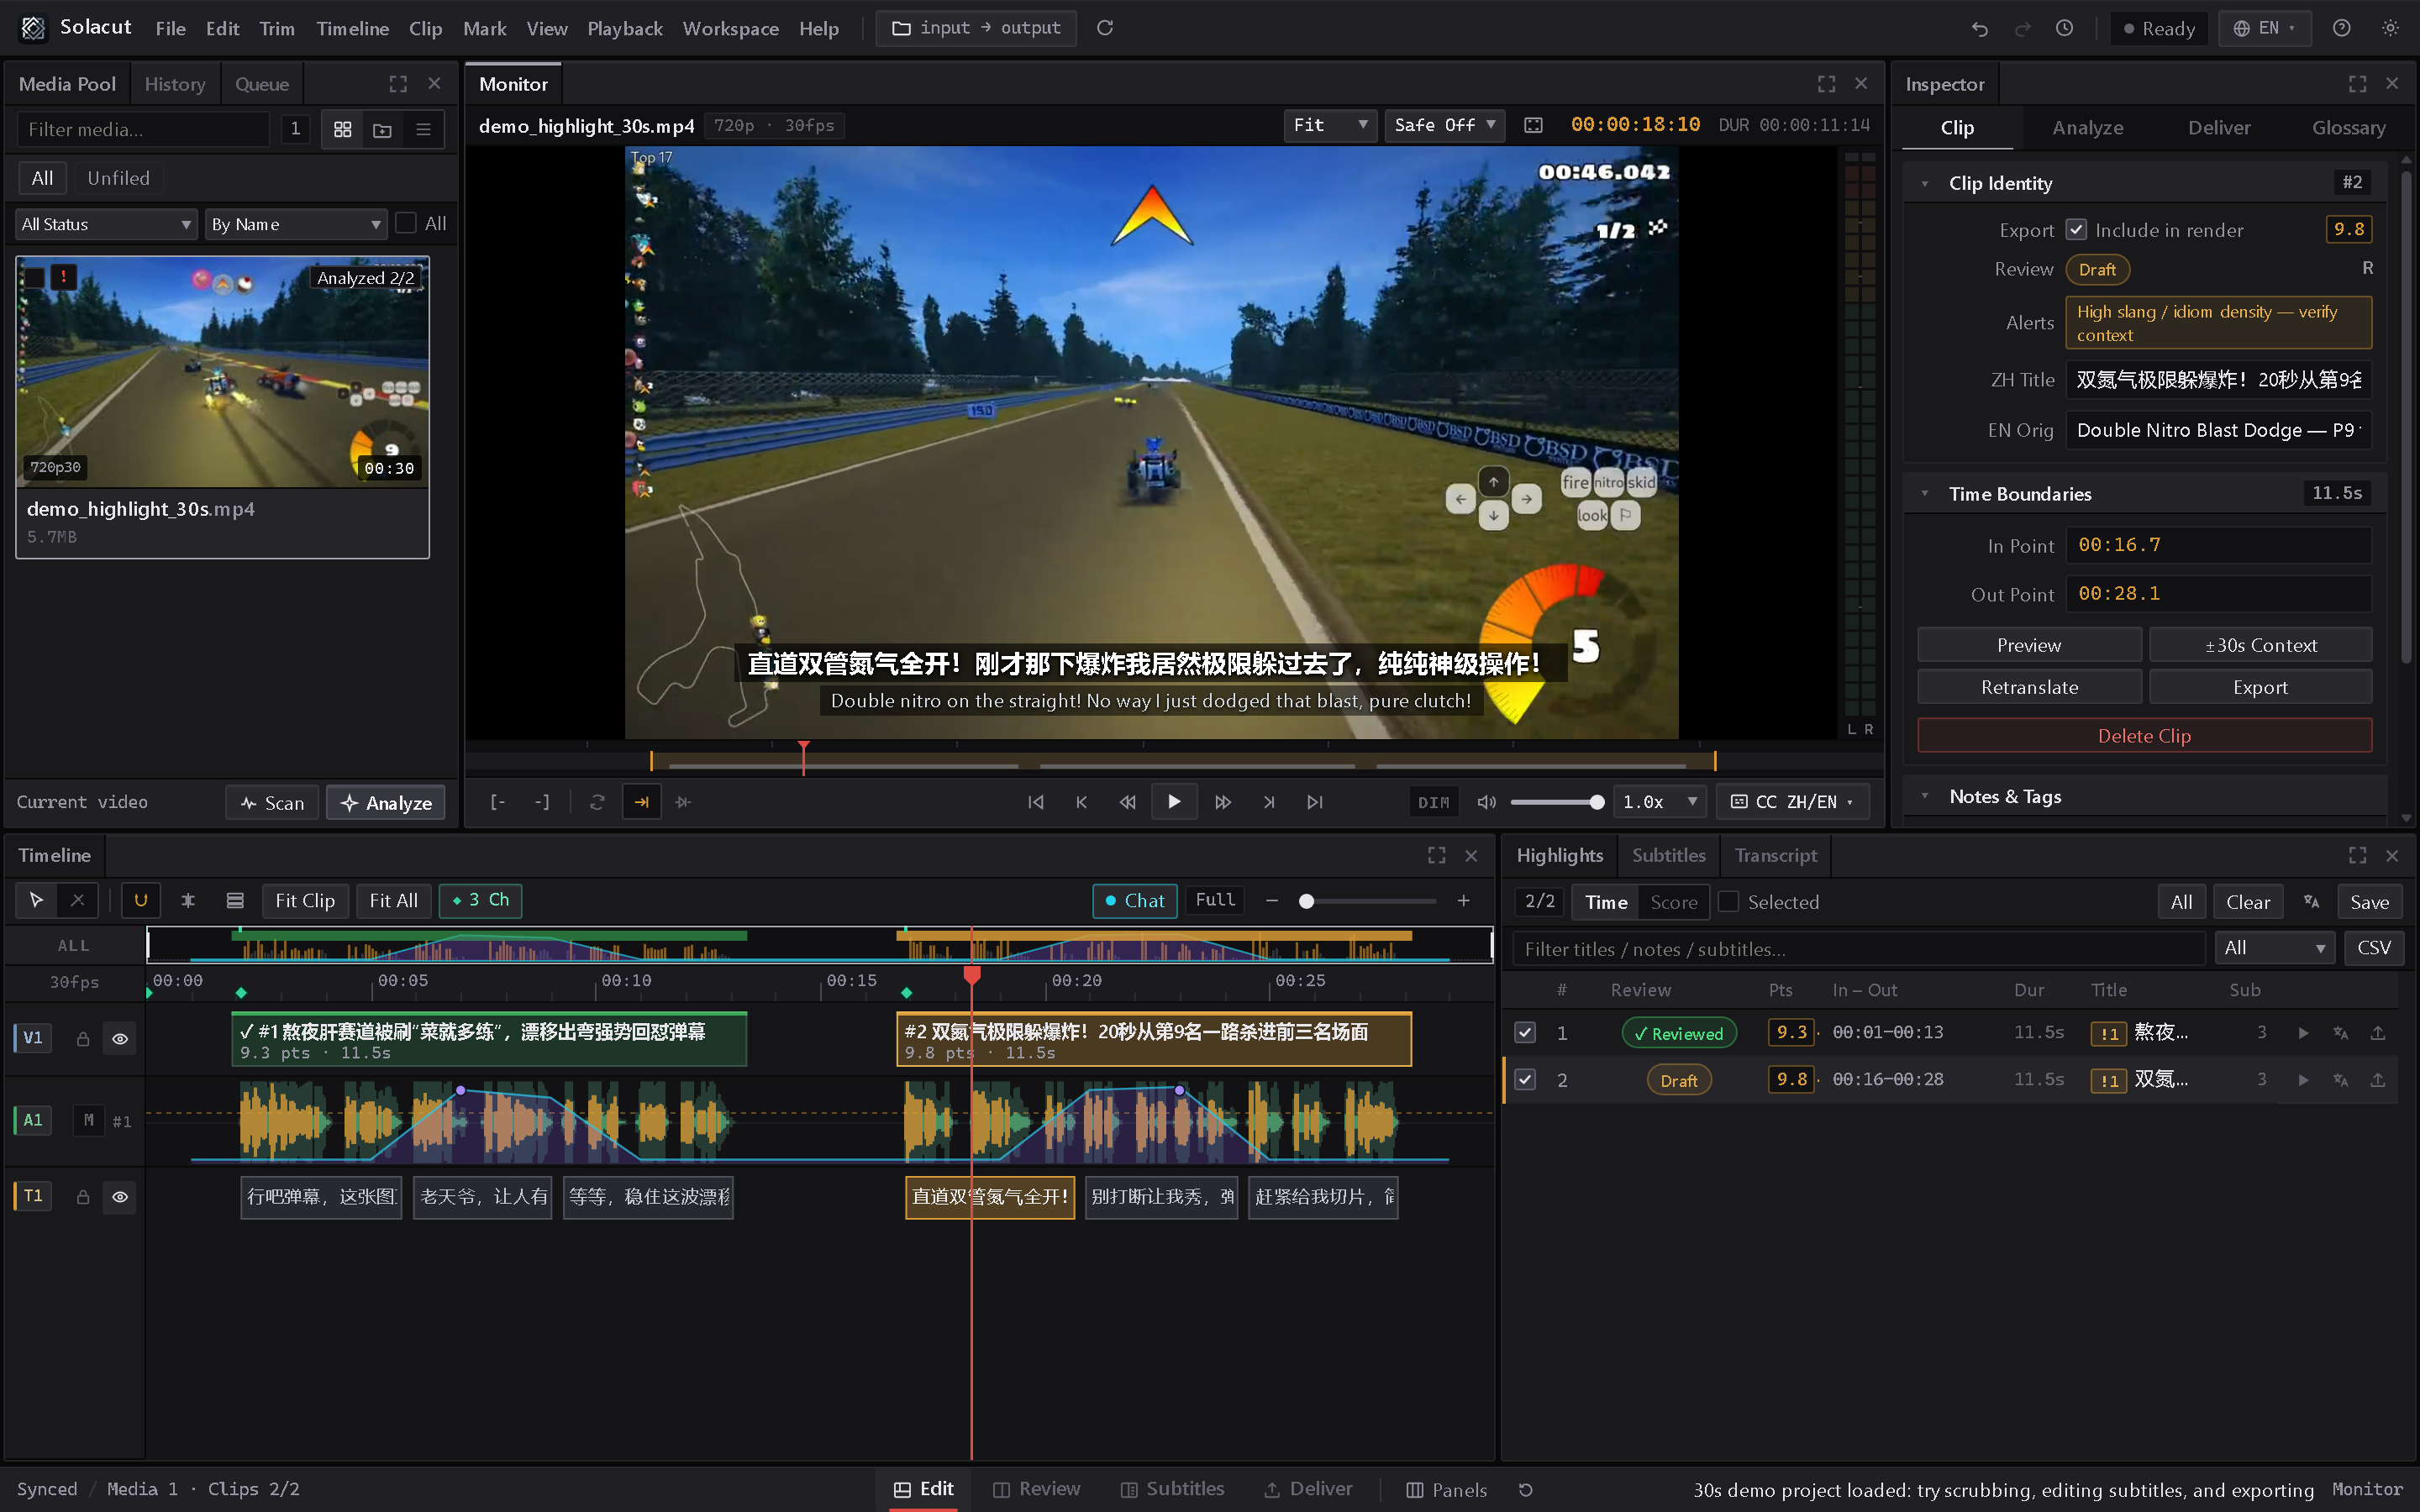 Solacut File Edit Trim Timeline Clip Mark View Playback Workspace Help input → output Ready EN
Media Pool History Queue
Filter media... 1
All Unfiled
All Status By Name All
! Analyzed 2/2
720p30 00:30
demo_highlight_30s.mp4
5.7MB
Current video Scan Analyze
Monitor
demo_highlight_30s.mp4 720p · 30fps Fit Safe Off 00:00:18:10 DUR 00:00:11:14
Top 17
00:46.042
1/2
150
BSD BSD BSD BSD
fire nitro skid
look
5
直道双管氮气全开！刚才那下爆炸我居然极限躲过去了，纯纯神级操作！
Double nitro on the straight! No way I just dodged that blast, pure clutch!
L R
DIM 1.0x CC ZH/EN
Inspector
Clip Analyze Deliver Glossary
Clip Identity #2
Export Include in render 9.8
Review Draft R
Alerts High slang / idiom density — verify context
ZH Title 双氮气极限躲爆炸！20秒从第9名
EN Orig Double Nitro Blast Dodge — P9
Time Boundaries 11.5s
In Point 00:16.7
Out Point 00:28.1
Preview ±30s Context
Retranslate Export
Delete Clip
Notes & Tags
Timeline
Fit Clip Fit All 3 Ch Chat Full
ALL
30fps 00:00 00:05 00:10 00:15 00:20 00:25
V1 ✓ #1 熬夜肝赛道被刷"菜就多练"，漂移出弯强势回怼弹幕
9.3 pts · 11.5s
#2 双氮气极限躲爆炸！20秒从第9名一路杀进前三名场面
9.8 pts · 11.5s
A1 M #1
T1 行吧弹幕，这张图 老天爷，让人有 等等，稳住这波漂移 直道双管氮气全开！ 别打断让我秀，弹 赶紧给我切片，
Highlights Subtitles Transcript
2/2 Time Score Selected All Clear Save
Filter titles / notes / subtitles... All CSV
# Review Pts In – Out Dur Title Sub
1 ✓ Reviewed 9.3 00:01–00:13 11.5s !1 熬夜... 3
2 Draft 9.8 00:16–00:28 11.5s !1 双氮... 3
Synced / Media 1 · Clips 2/2 Edit Review Subtitles Deliver Panels 30s demo project loaded: try scrubbing, editing subtitles, and exporting Monitor